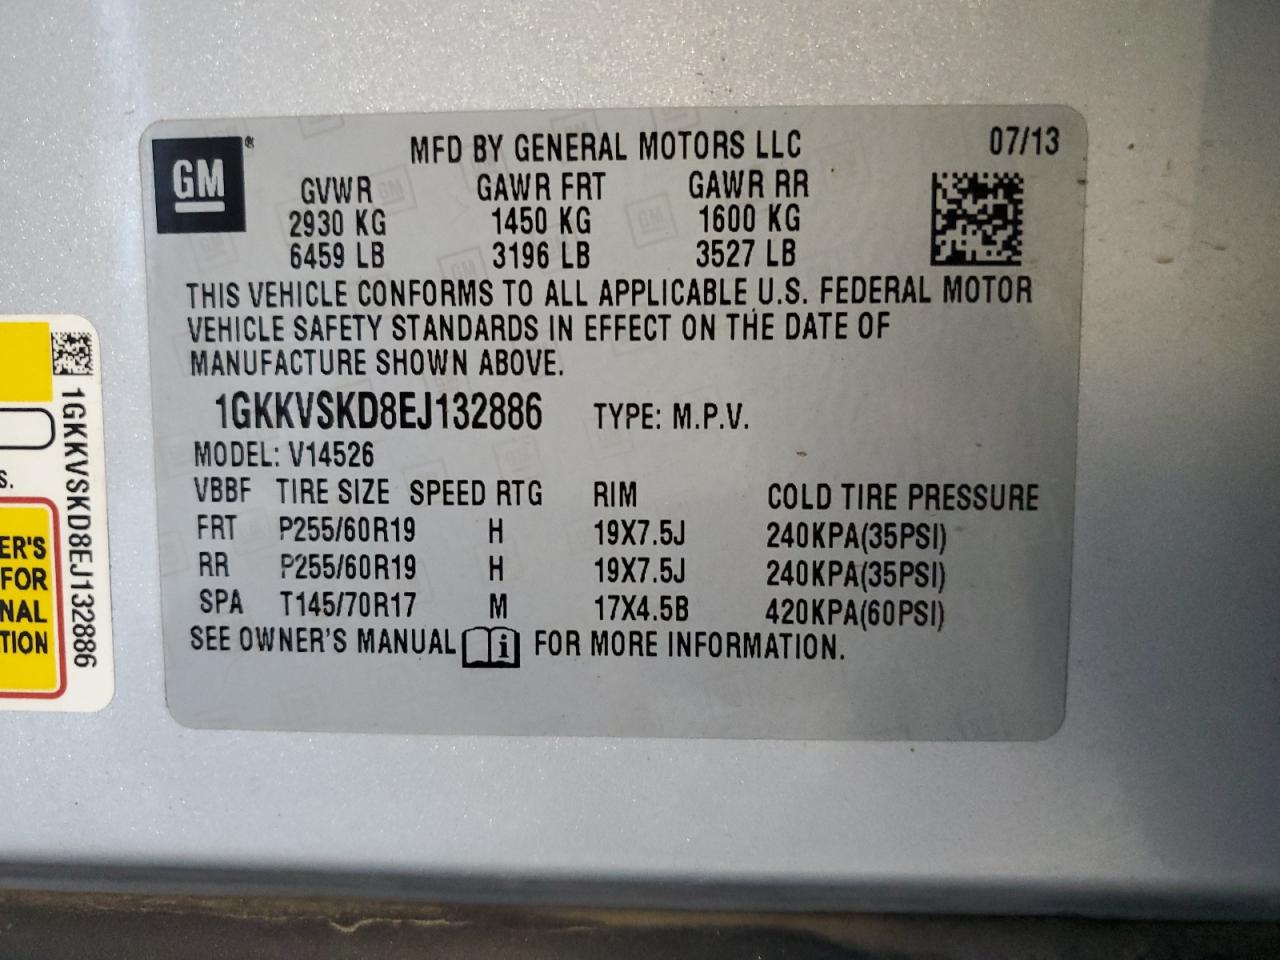 GM®
MFD BY GENERAL MOTORS LLC 07/13
GVWR GAWR FRT GAWR RR
2930 KG 1450 KG 1600 KG
6459 LB 3196 LB 3527 LB
THIS VEHICLE CONFORMS TO ALL APPLICABLE U.S. FEDERAL MOTOR
VEHICLE SAFETY STANDARDS IN EFFECT ON THE DATE OF
MANUFACTURE SHOWN ABOVE.
1GKKVSKD8EJ132886 TYPE: M.P.V.
MODEL: V14526
VBBF TIRE SIZE SPEED RTG RIM COLD TIRE PRESSURE
FRT P255/60R19 H 19X7.5J 240KPA(35PSI)
RR P255/60R19 H 19X7.5J 240KPA(35PSI)
SPA T145/70R17 M 17X4.5B 420KPA(60PSI)
SEE OWNER'S MANUAL i FOR MORE INFORMATION.
1GKKVSKD8EJ132886
S.
ER'S
FOR
NAL
TION